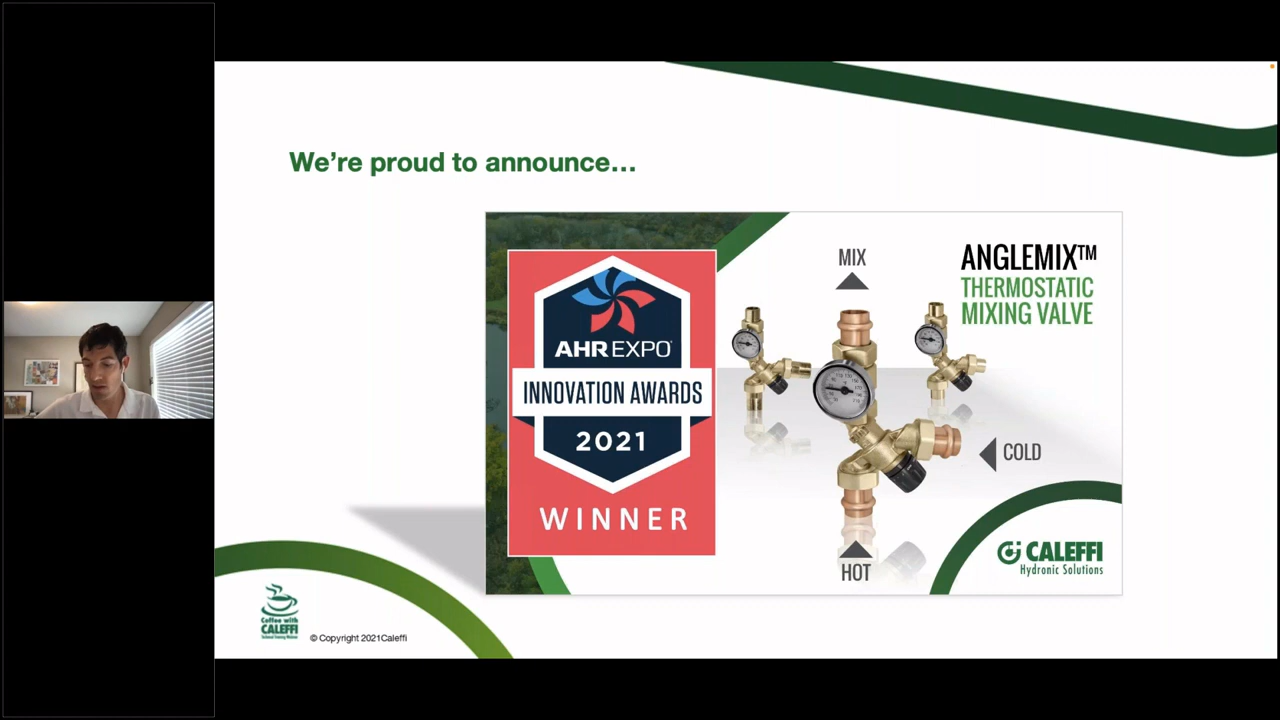 We're proud to announce…
AHR EXPO
INNOVATION AWARDS
2021
WINNER
MIX
ANGLEMIX™
THERMOSTATIC
MIXING VALVE
COLD
HOT
CALEFFI
Hydronic Solutions
Coffee with
CALEFFI
© Copyright 2021Caleffi